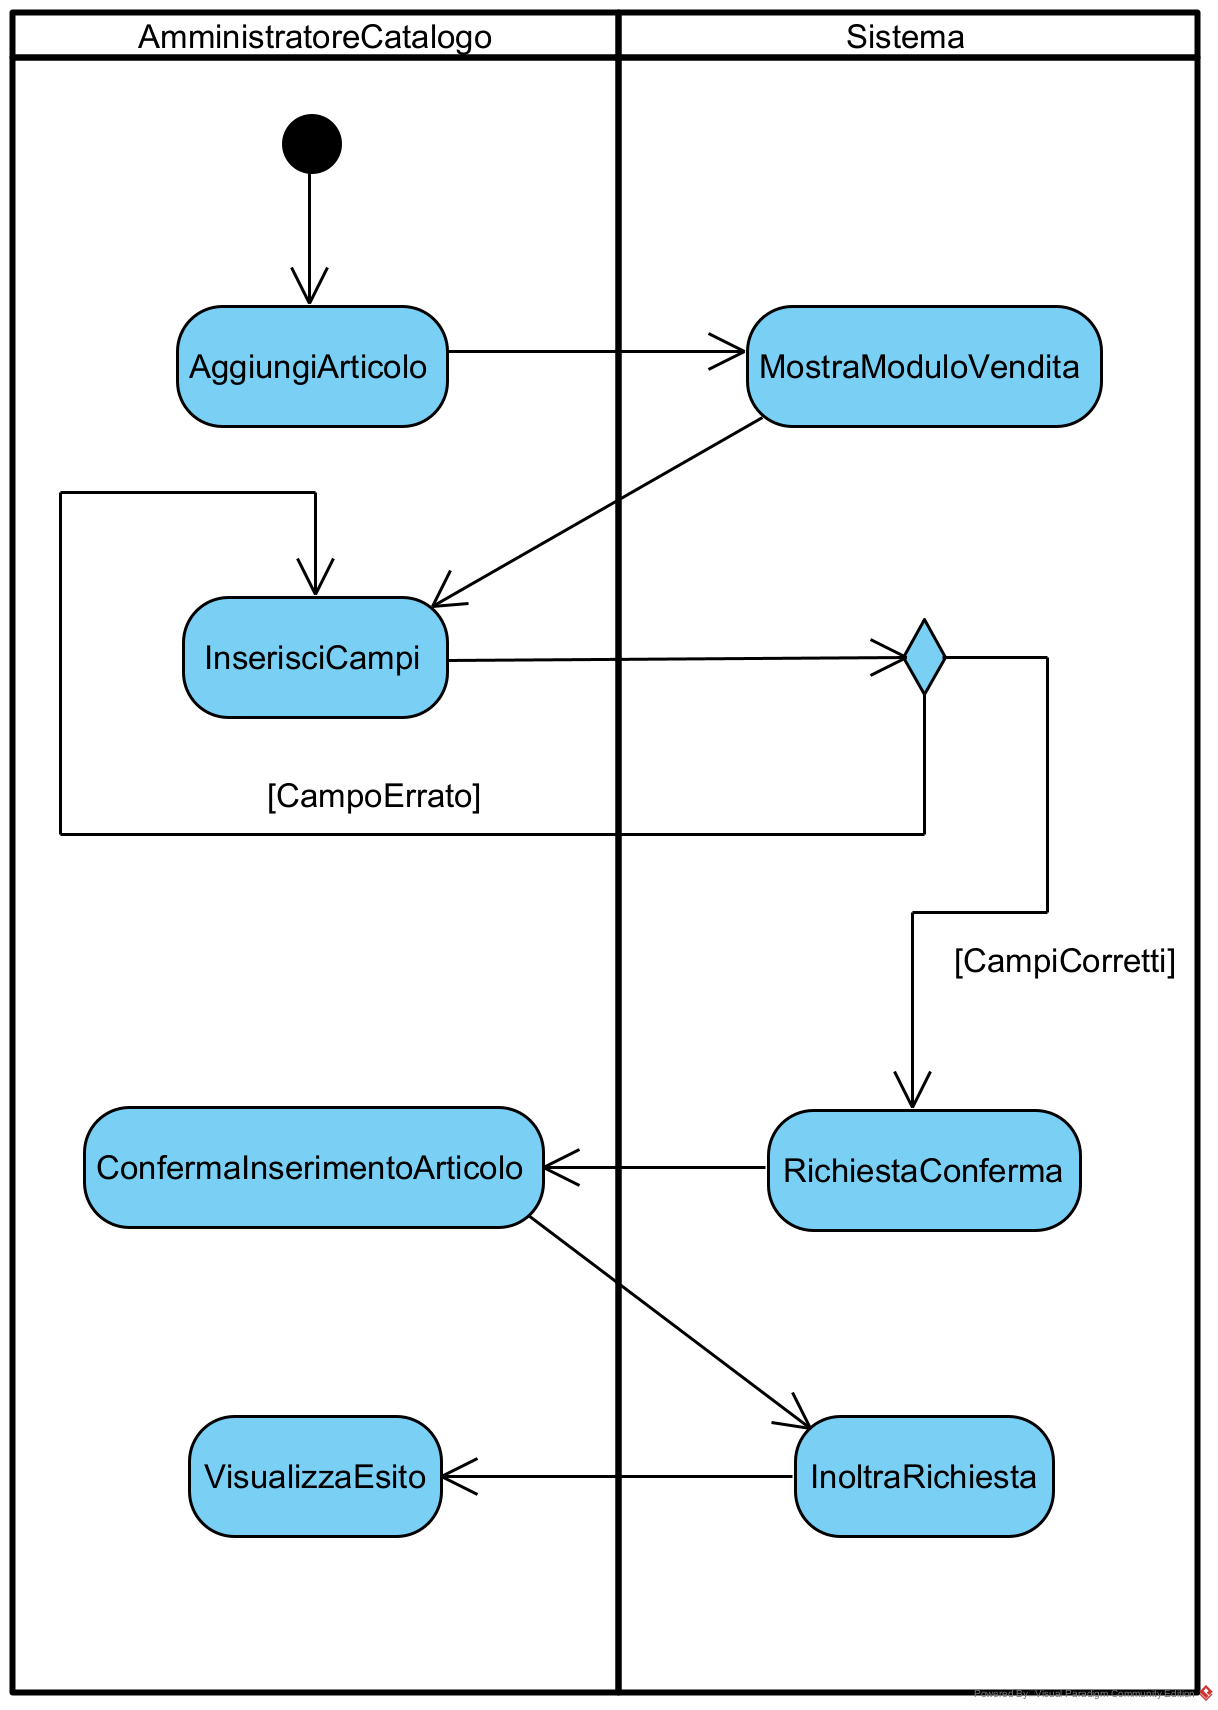 AmministratoreCatalogo
Sistema
AggiungiArticolo
MostraModuloVendita
InserisciCampi
[CampoErrato]
[CampiCorretti]
ConfermaInserimentoArticolo
RichiestaConferma
VisualizzaEsito
InoltraRichiesta
Powered By Visual Paradigm Community Edition